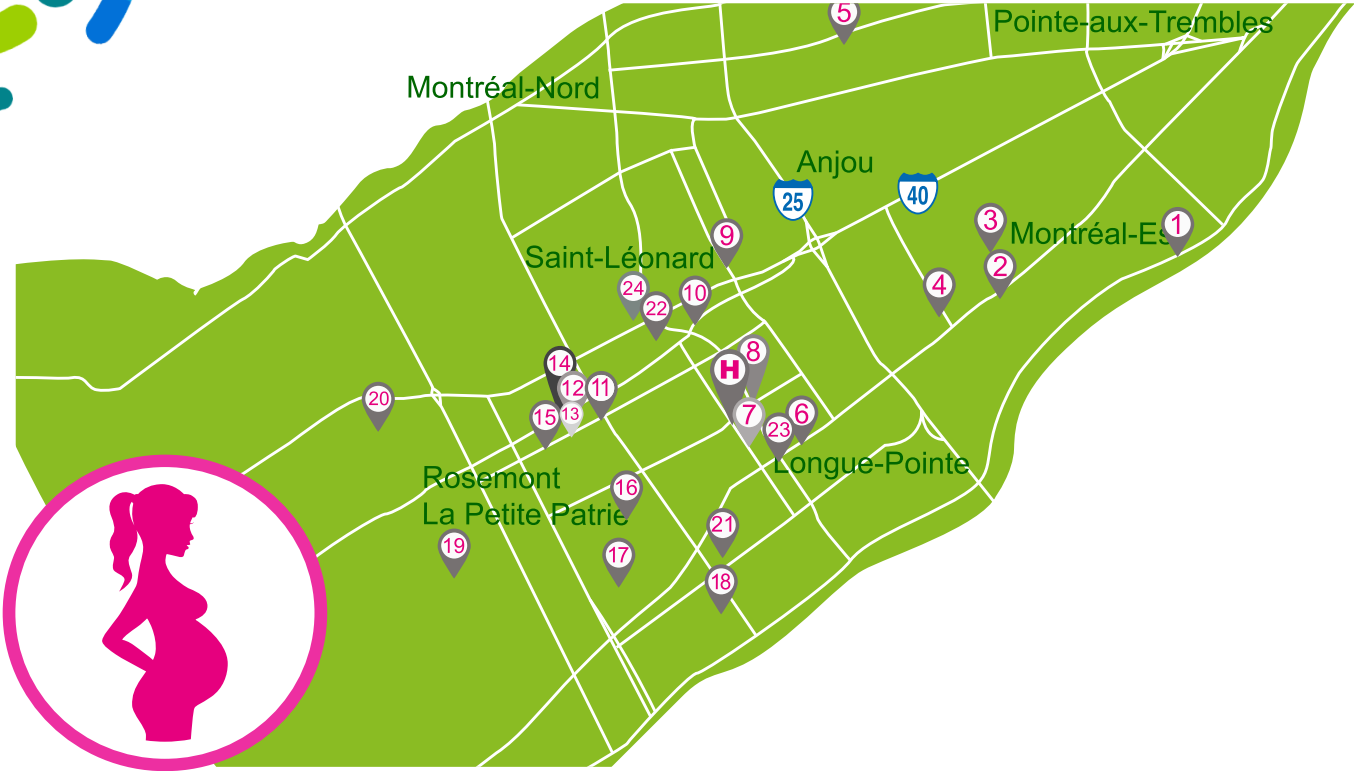 5
Pointe-aux-Trembles
Montréal-Nord
Anjou
25
40
3
1
Montréal-Es
9
Saint-Léonard
2
4
24
10
22
8
14
H
12
11
20
7
6
15
13
23
Longue-Pointe
Rosemont
16
La Petite Patrie
21
19
17
18